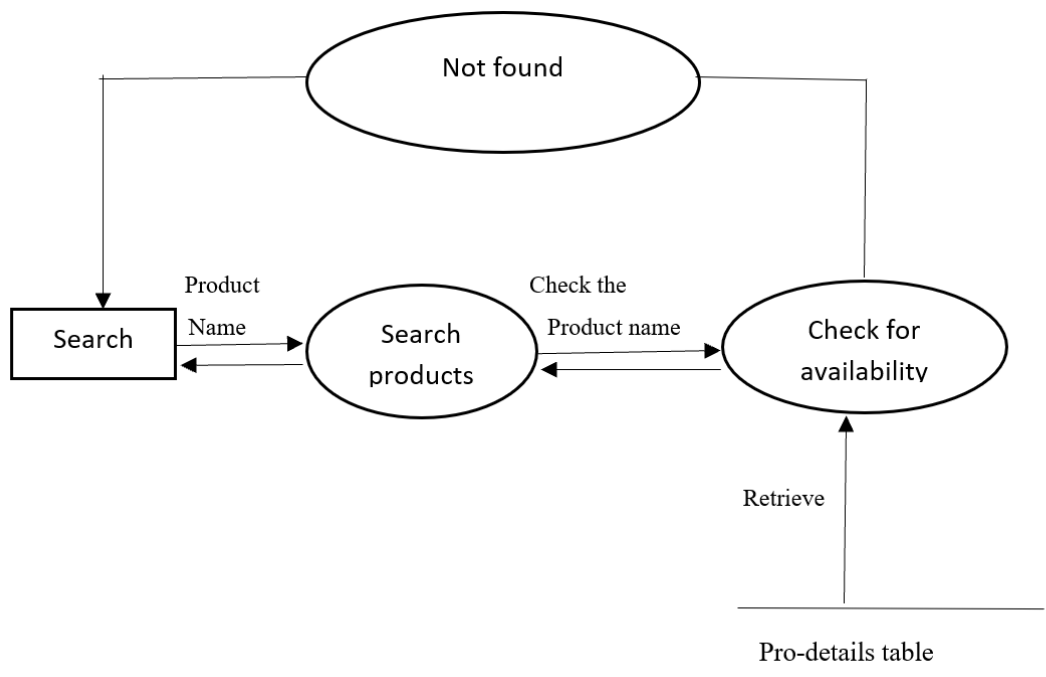 Not found
Product
Name
Search
Search
products
Check the
Product name
Check for
availability
Retrieve
Pro-details table